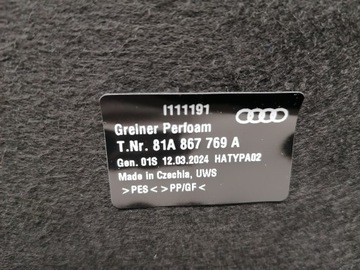 I111191
Greiner Perfoam
T.Nr. 81A 867 769 A
Gen. 01S 12.03.2024 HATYPA02
Made in Czechia, UWS
>PES< >PP/GF<